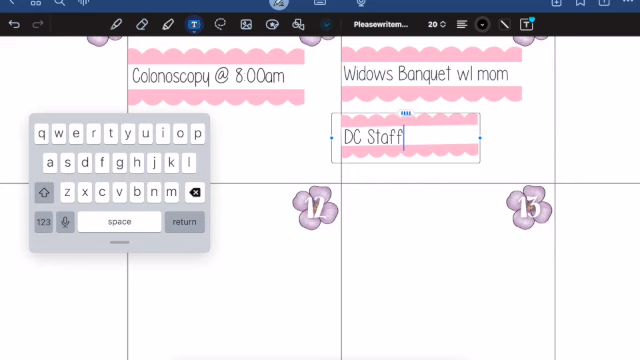 Pleasewritem... 20
Colonoscopy @ 8:00am
Widows Banquet w/ mom
DC Staff
q w e r t y u i o p
a s d f g h j k l
z x c v b n m
123 space return
12
13